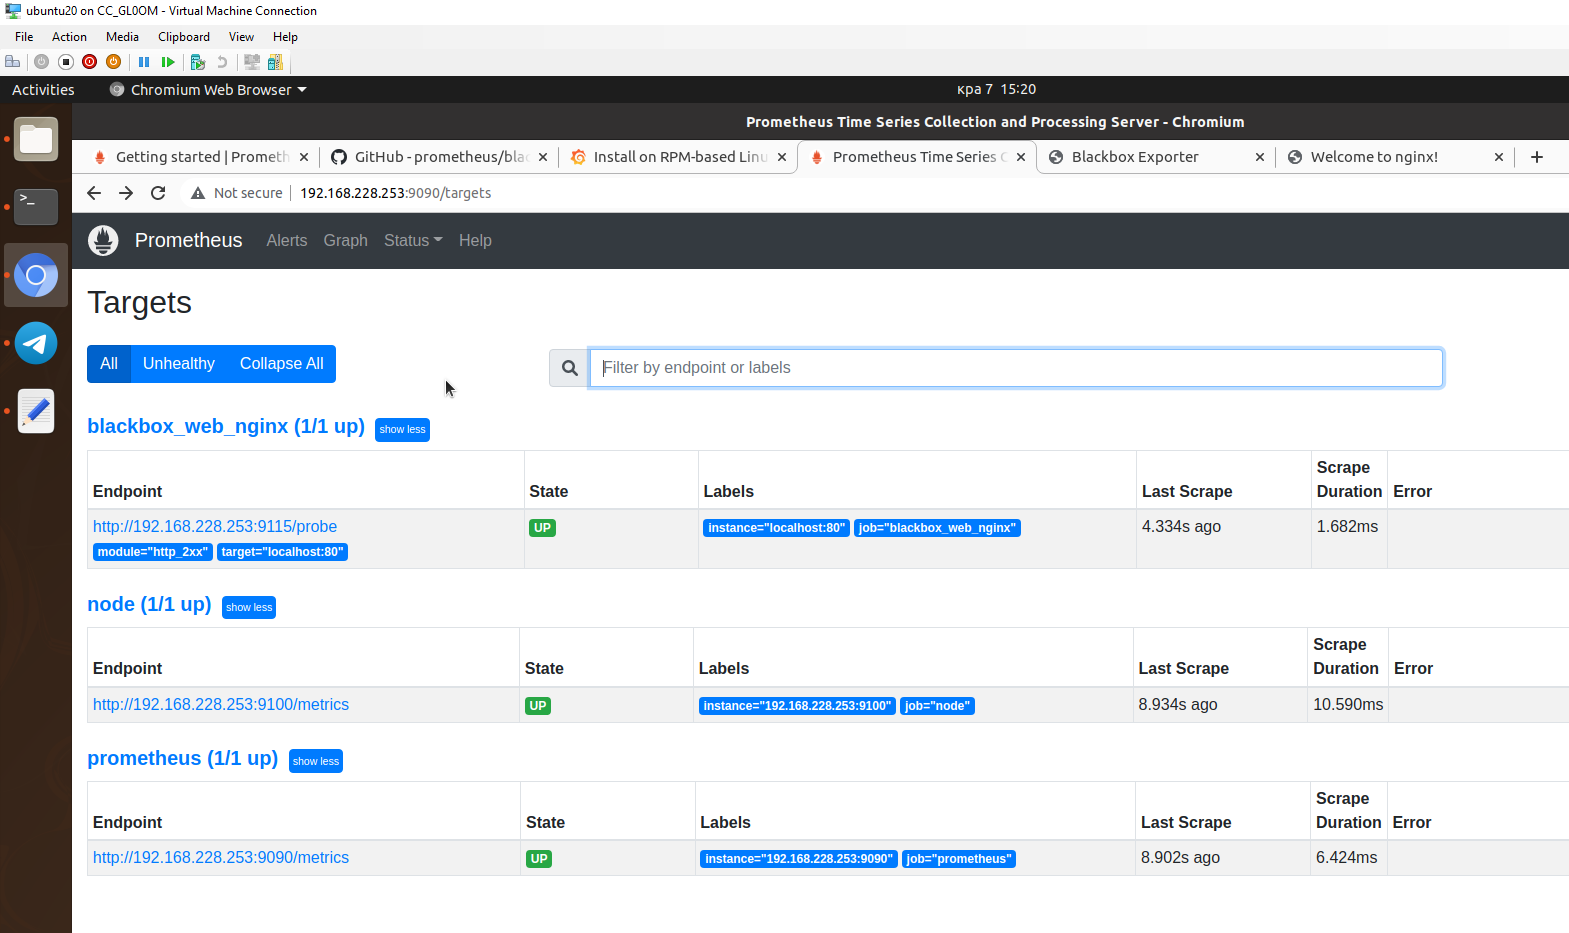 ubuntu20 on CC_GL0OM - Virtual Machine Connection
File Action Media Clipboard View Help
Activities Chromium Web Browser кра 7 15:20
Prometheus Time Series Collection and Processing Server - Chromium
Getting started | Prometh GitHub - prometheus/blac Install on RPM-based Linu Prometheus Time Series C Blackbox Exporter Welcome to nginx!
Not secure 192.168.228.253:9090/targets
Prometheus Alerts Graph Status Help
Targets
All Unhealthy Collapse All Filter by endpoint or labels
blackbox_web_nginx (1/1 up) show less
Endpoint State Labels Last Scrape Scrape Duration Error
http://192.168.228.253:9115/probe UP instance="localhost:80" job="blackbox_web_nginx" 4.334s ago 1.682ms
module="http_2xx" target="localhost:80"
node (1/1 up) show less
Endpoint State Labels Last Scrape Scrape Duration Error
http://192.168.228.253:9100/metrics UP instance="192.168.228.253:9100" job="node" 8.934s ago 10.590ms
prometheus (1/1 up) show less
Endpoint State Labels Last Scrape Scrape Duration Error
http://192.168.228.253:9090/metrics UP instance="192.168.228.253:9090" job="prometheus" 8.902s ago 6.424ms